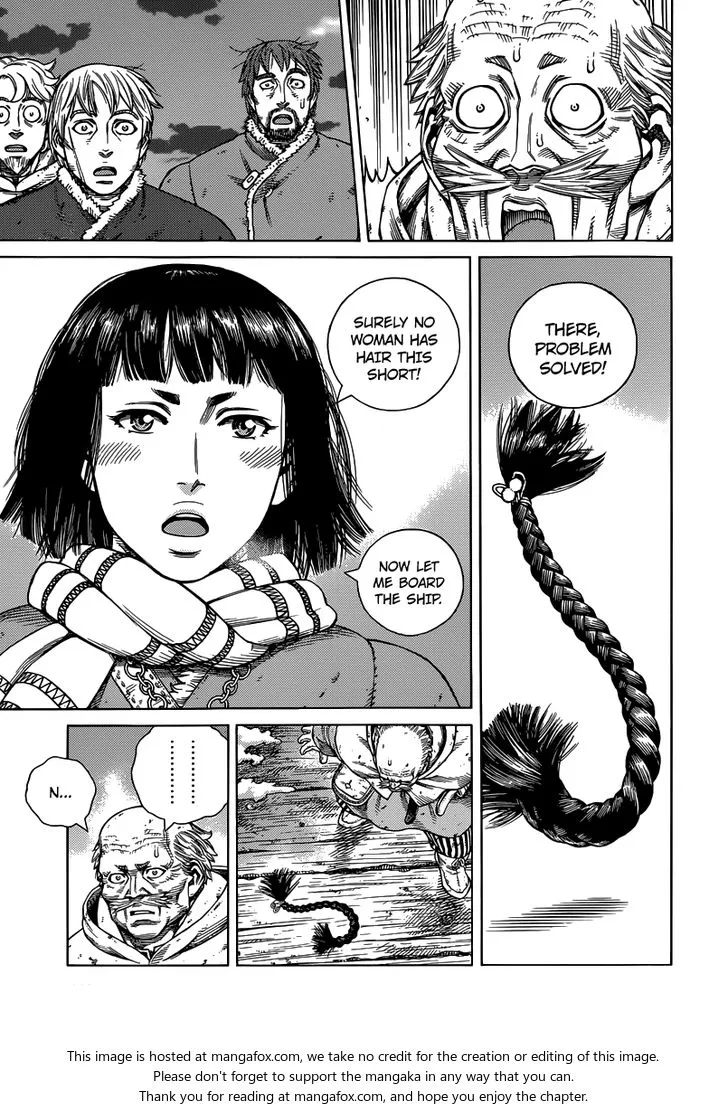 THERE,
PROBLEM
SOLVED!
SURELY NO
WOMAN HAS
HAIR THIS
SHORT!
NOW LET
ME BOARD
THE SHIP.
.......
.......
N...
This image is hosted at mangafox.com, we take no credit for the creation or editing of this image.
Please don't forget to support the mangaka in any way that you can.
Thank you for reading at mangafox.com, and hope you enjoy the chapter.